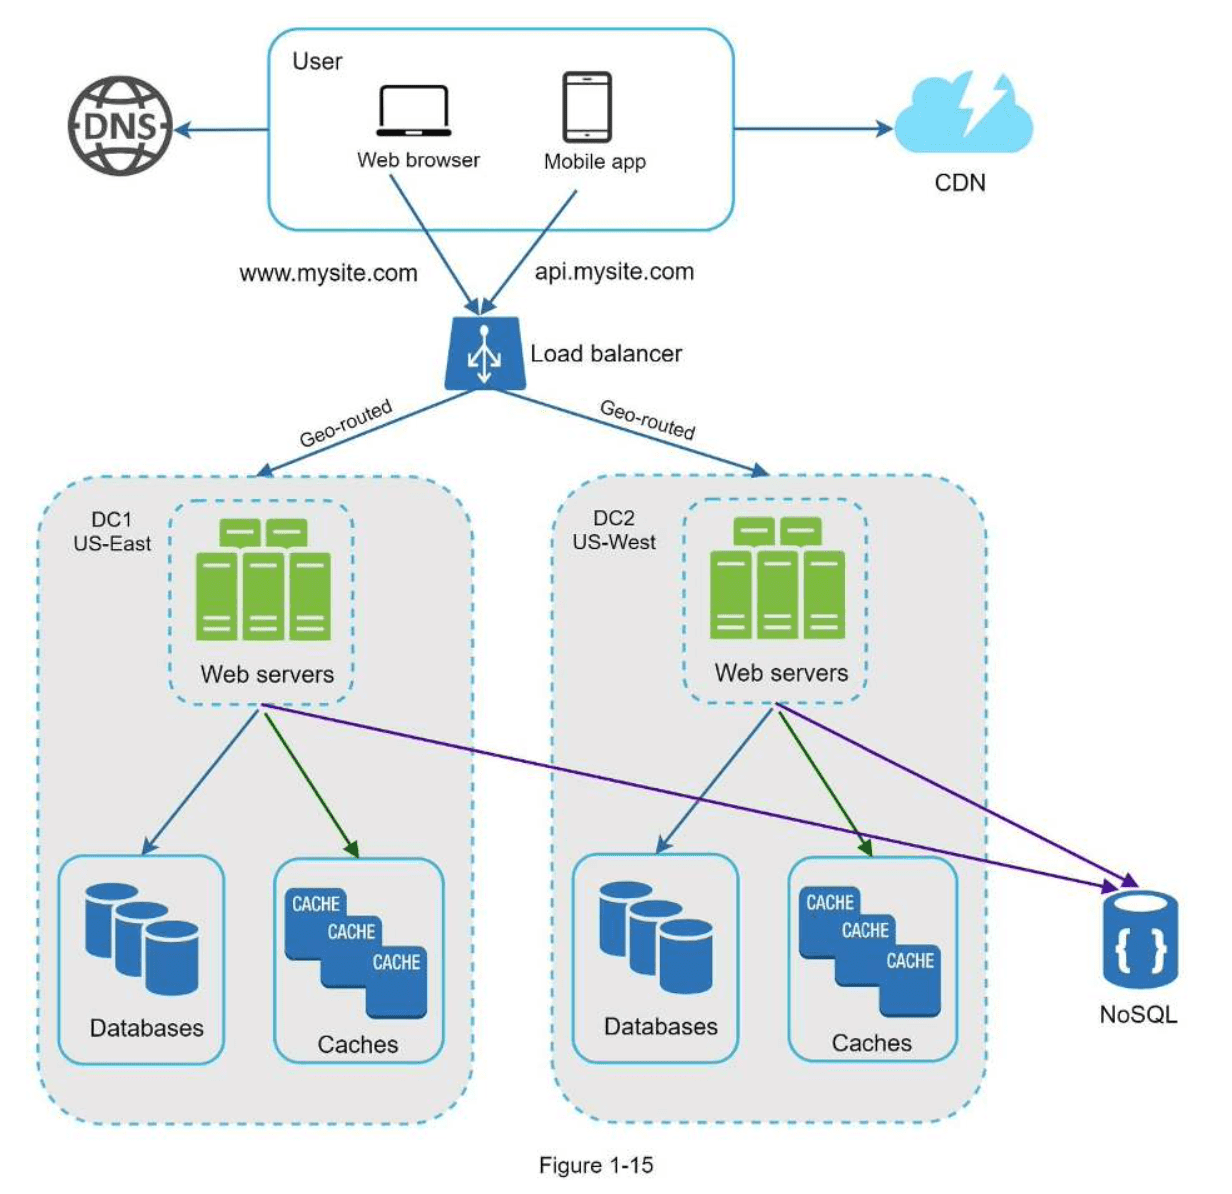 User
DNS
Web browser
Mobile app
CDN
www.mysite.com
api.mysite.com
Load balancer
Geo-routed
Geo-routed
DC1
US-East
Web servers
DC2
US-West
Web servers
CACHE
CACHE
CACHE
Databases
Caches
CACHE
CACHE
CACHE
Databases
Caches
{ }
NoSQL
Figure 1-15